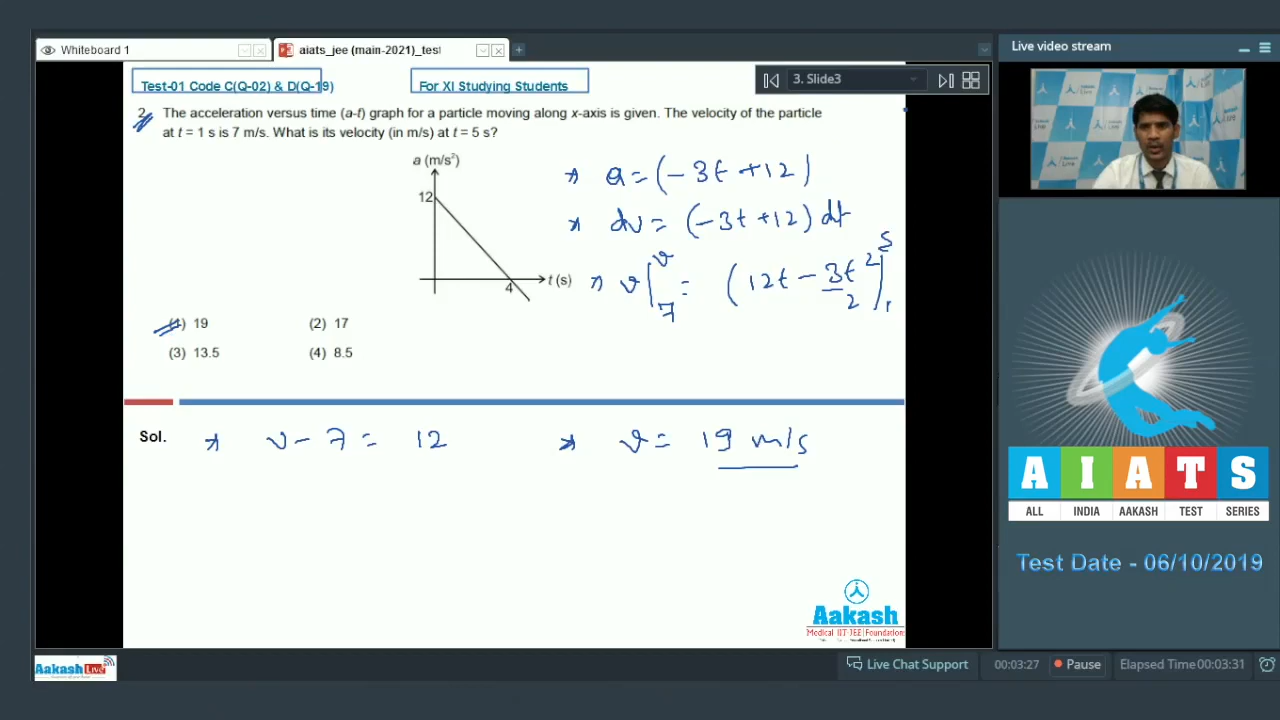 Whiteboard 1
aiats_jee (main-2021)_test
Live video stream
Test-01 Code C(Q-02) & D(Q-19)
For XI Studying Students
3. Slide3
2. The acceleration versus time (a-t) graph for a particle moving along x-axis is given. The velocity of the particle
at t = 1 s is 7 m/s. What is its velocity (in m/s) at t = 5 s?
a (m/s²)
12
4
t (s)
a = (-3t + 12)
dv = (-3t + 12) dt
v |₇ᵛ = (12t - 3t²/2)|₁⁵
(1) 19
(2) 17
(3) 13.5
(4) 8.5
Sol.
v - 7 = 12
v = 19 m/s
A I A T S
ALL INDIA AAKASH TEST SERIES
Test Date - 06/10/2019
Aakash
Medical IIT-JEE Foundations
Aakash Live
Live Chat Support
00:03:27
Pause
Elapsed Time 00:03:31